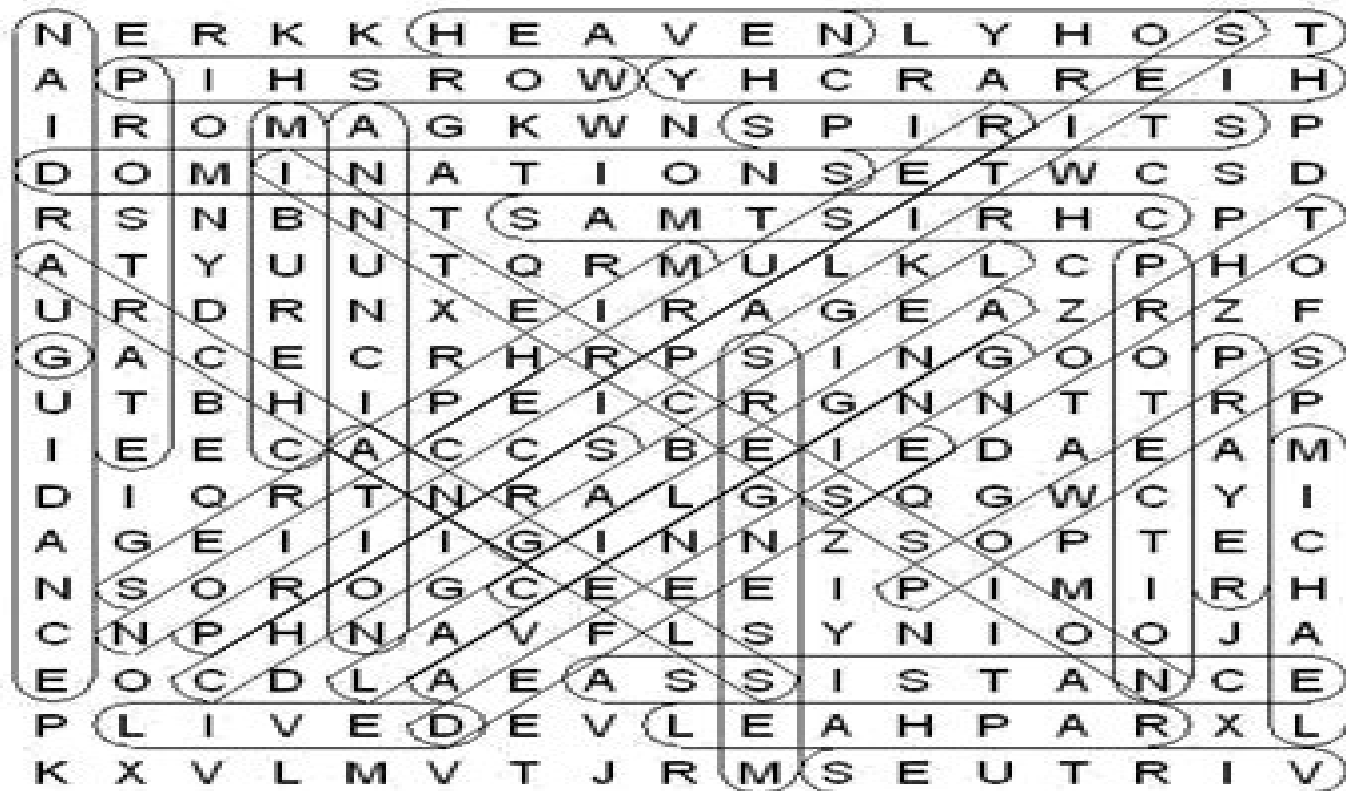 N E R K K H E A V E N L Y H O S T
A P I H S R O W Y H C R A R E I H
I R O M A G K W N S P I R I T S P
D O M I N A T I O N S E T W C S D
R S N B N T S A M T S I R H C P T
A T Y U U T Q R M U L K L C P H O
U R D R N X E I R A G E A Z R Z F
G A C E C R H R P S I N G O O P S
U T B H I P E I C R G N N T T R P
I E E C A C C S B E I E D A E A M
D I O R T N R A L G S Q G W C Y I
A G E I I I G I N N Z S O P T E C
N S O R O G C E E E I P I M I R H
C N P H N A V F L S Y N I O O J A
E O C D L A E A S S I S T A N C E
P L I V E D E V L E A H P A R X L
K X V L M V T J R M S E U T R I V